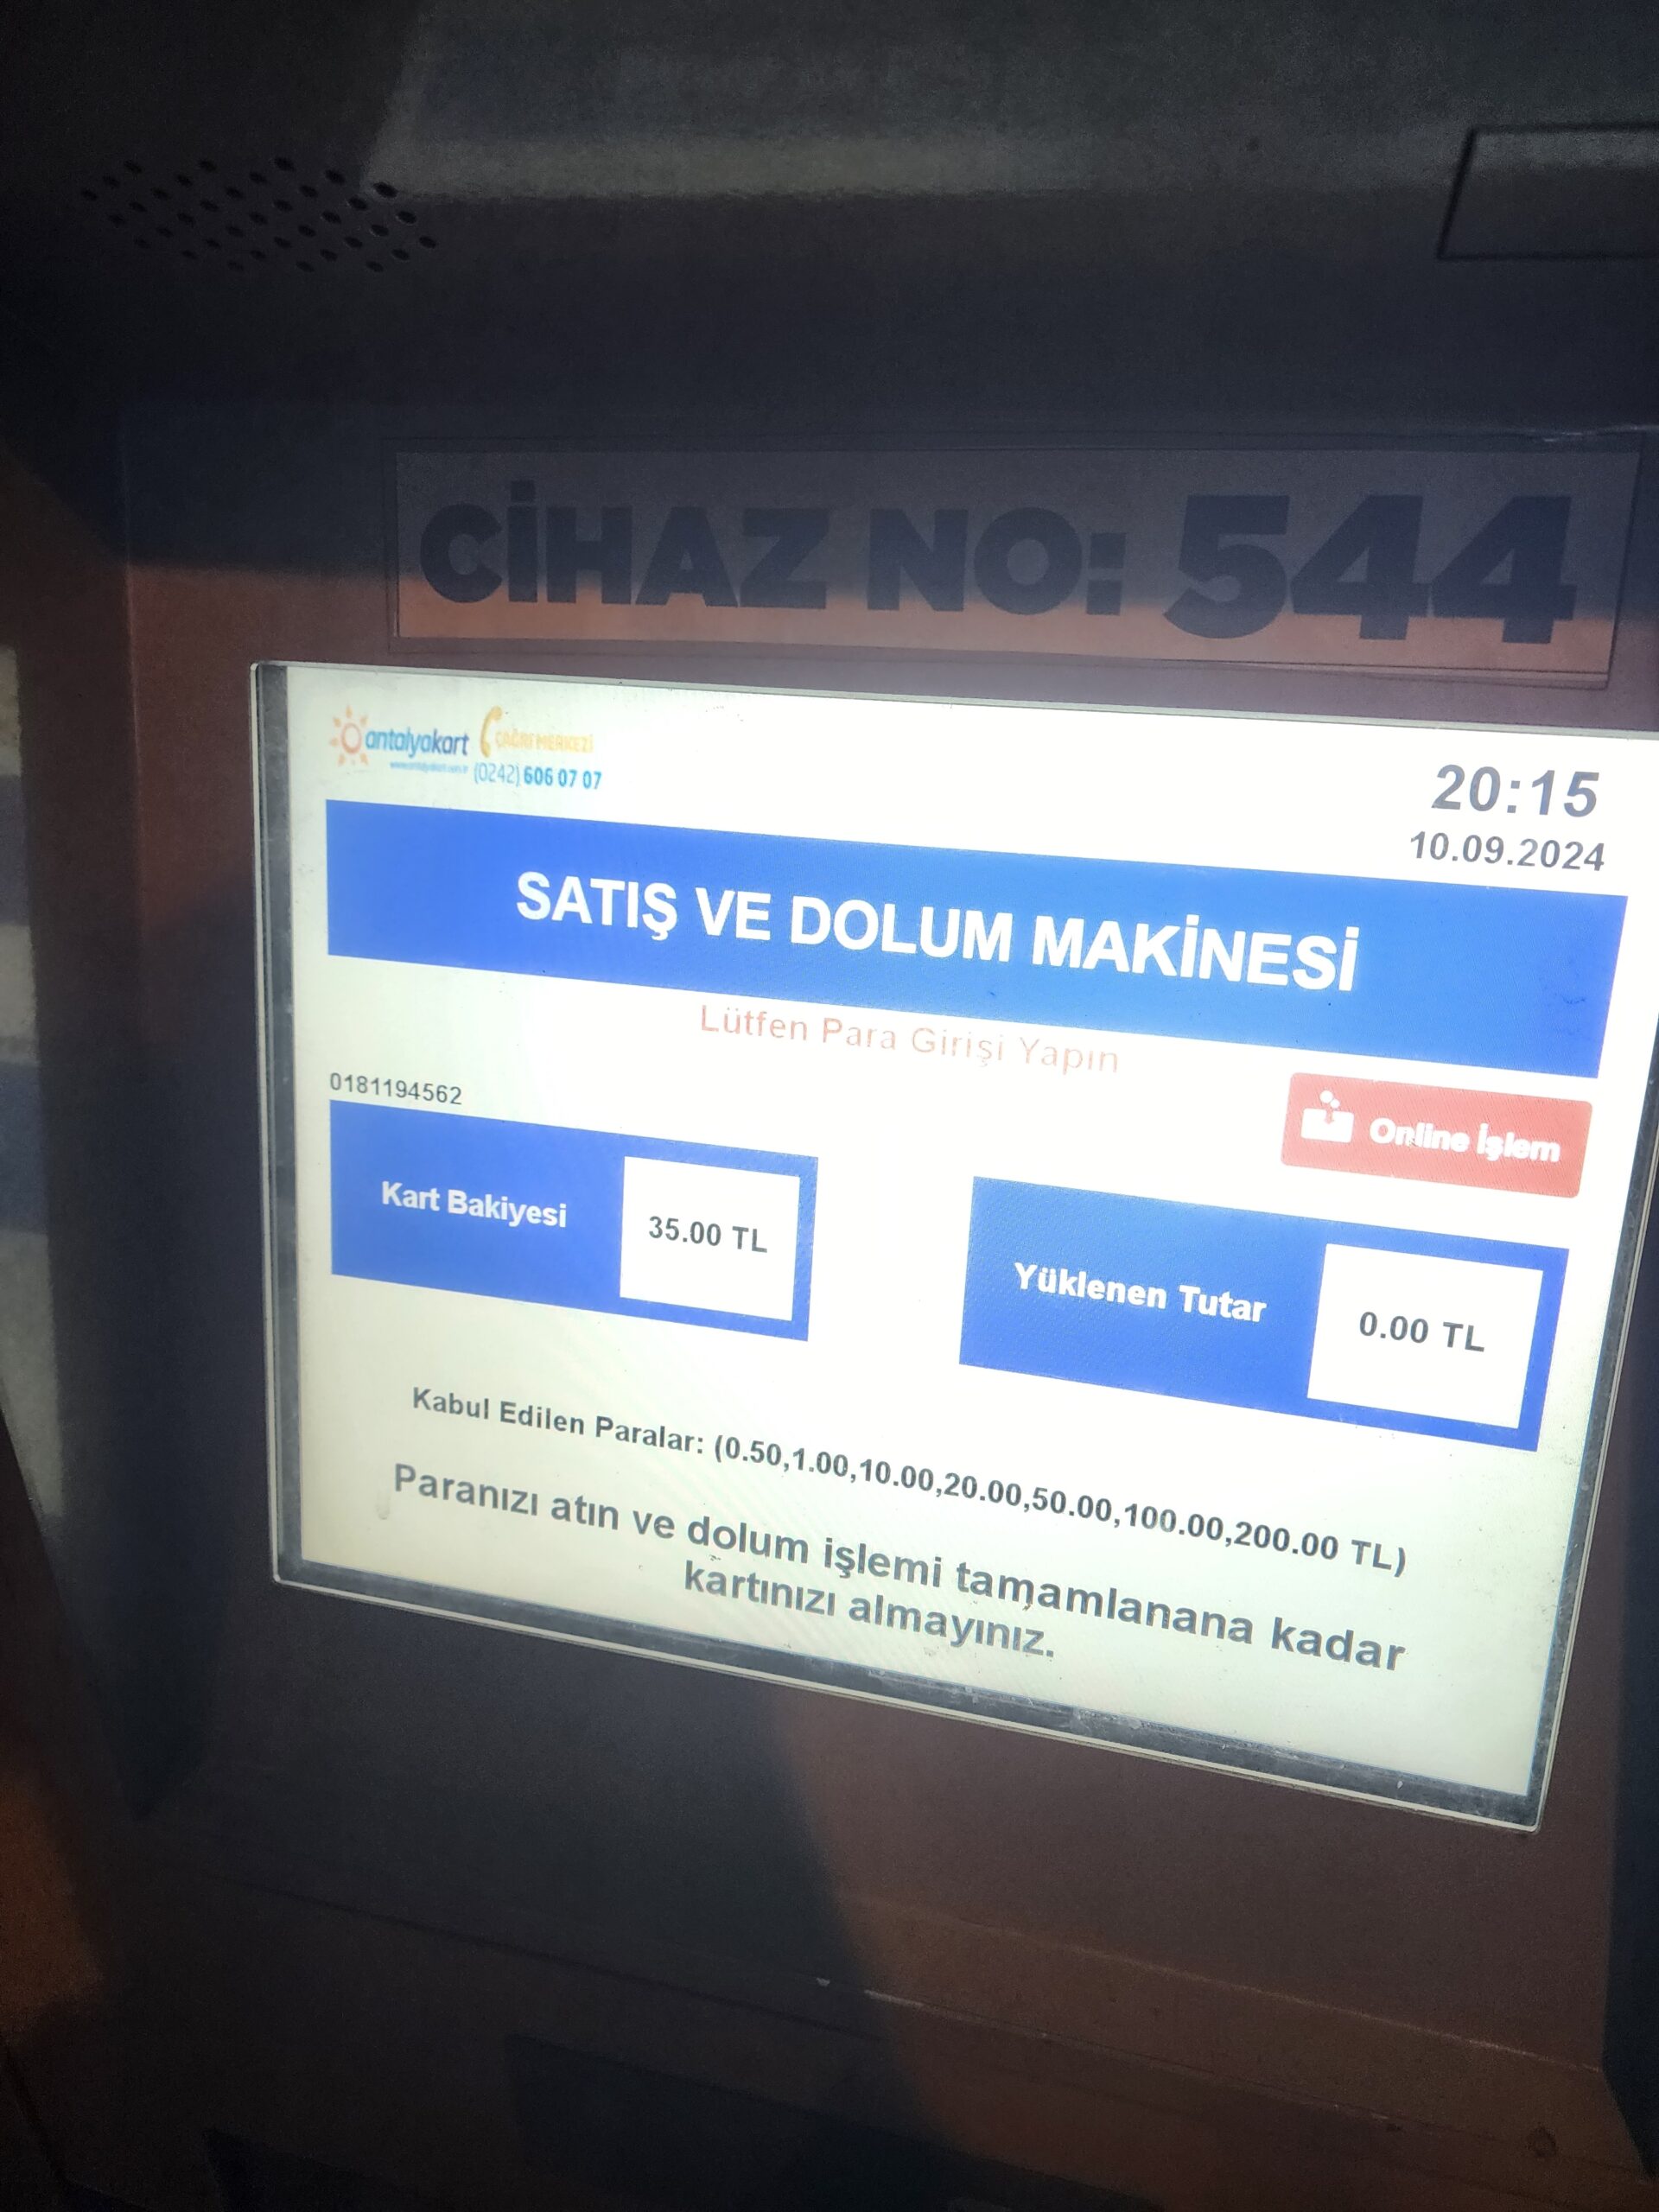 CİHAZ NO: 544
antalyakart ÇAĞRI MERKEZİ
(0242) 606 07 07
20:15
10.09.2024
SATIŞ VE DOLUM MAKİNESİ
Lütfen Para Girişi Yapın
0181194562
Online İşlem
Kart Bakiyesi
35.00 TL
Yüklenen Tutar
0.00 TL
Kabul Edilen Paralar: (0.50,1.00,10.00,20.00,50.00,100.00,200.00 TL)
Paranızı atın ve dolum işlemi tamamlanana kadar
kartınızı almayınız.